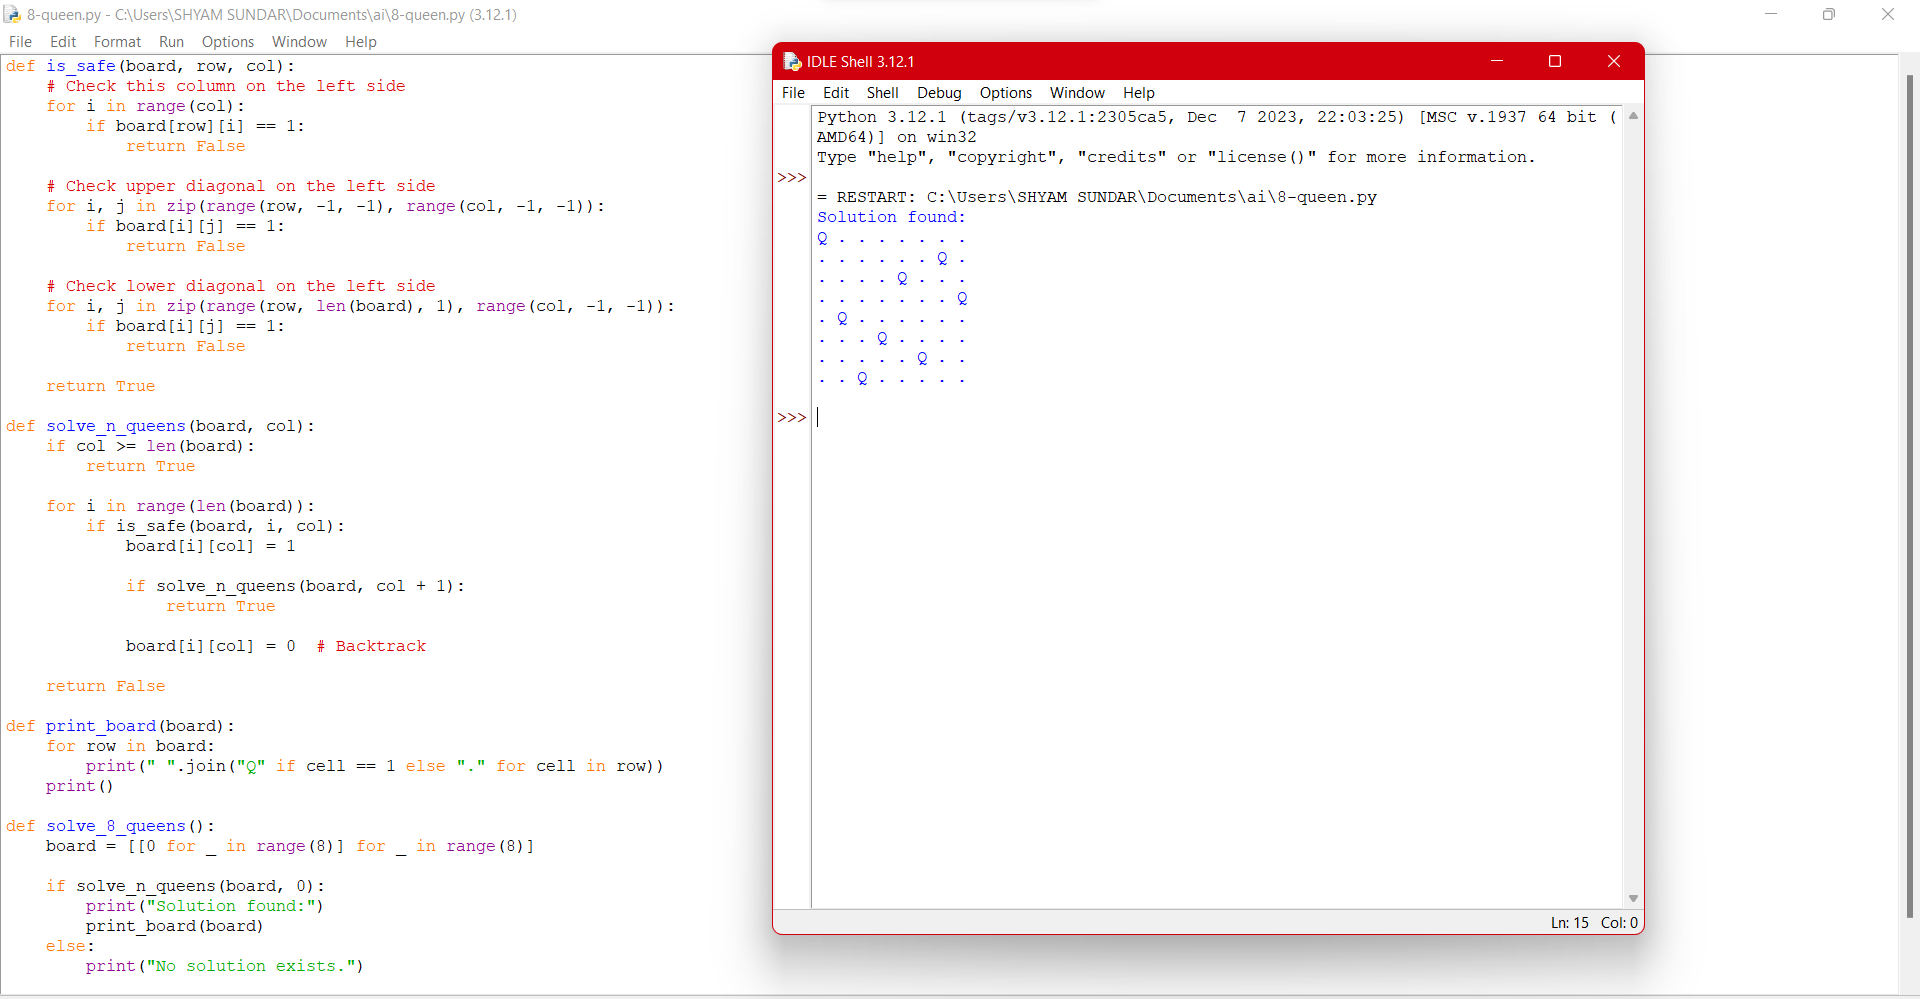 8-queen.py - C:\Users\SHYAM SUNDAR\Documents\ai\8-queen.py (3.12.1)
File Edit Format Run Options Window Help
def is_safe(board, row, col):
    # Check this column on the left side
    for i in range(col):
        if board[row][i] == 1:
            return False

    # Check upper diagonal on the left side
    for i, j in zip(range(row, -1, -1), range(col, -1, -1)):
        if board[i][j] == 1:
            return False

    # Check lower diagonal on the left side
    for i, j in zip(range(row, len(board), 1), range(col, -1, -1)):
        if board[i][j] == 1:
            return False

    return True

def solve_n_queens(board, col):
    if col >= len(board):
        return True

    for i in range(len(board)):
        if is_safe(board, i, col):
            board[i][col] = 1

            if solve_n_queens(board, col + 1):
                return True

            board[i][col] = 0  # Backtrack

    return False

def print_board(board):
    for row in board:
        print(" ".join("Q" if cell == 1 else "." for cell in row))
    print()

def solve_8_queens():
    board = [[0 for _ in range(8)] for _ in range(8)]

    if solve_n_queens(board, 0):
        print("Solution found:")
        print_board(board)
    else:
        print("No solution exists.")
IDLE Shell 3.12.1
File Edit Shell Debug Options Window Help
Python 3.12.1 (tags/v3.12.1:2305ca5, Dec  7 2023, 22:03:25) [MSC v.1937 64 bit (
AMD64)] on win32
Type "help", "copyright", "credits" or "license()" for more information.
>>>
= RESTART: C:\Users\SHYAM SUNDAR\Documents\ai\8-queen.py
Solution found:
Q . . . . . . .
. . . . . . Q .
. . . . Q . . .
. . . . . . . Q
. Q . . . . . .
. . . Q . . . .
. . . . . Q . .
. . Q . . . . .

>>>
Ln: 15 Col: 0